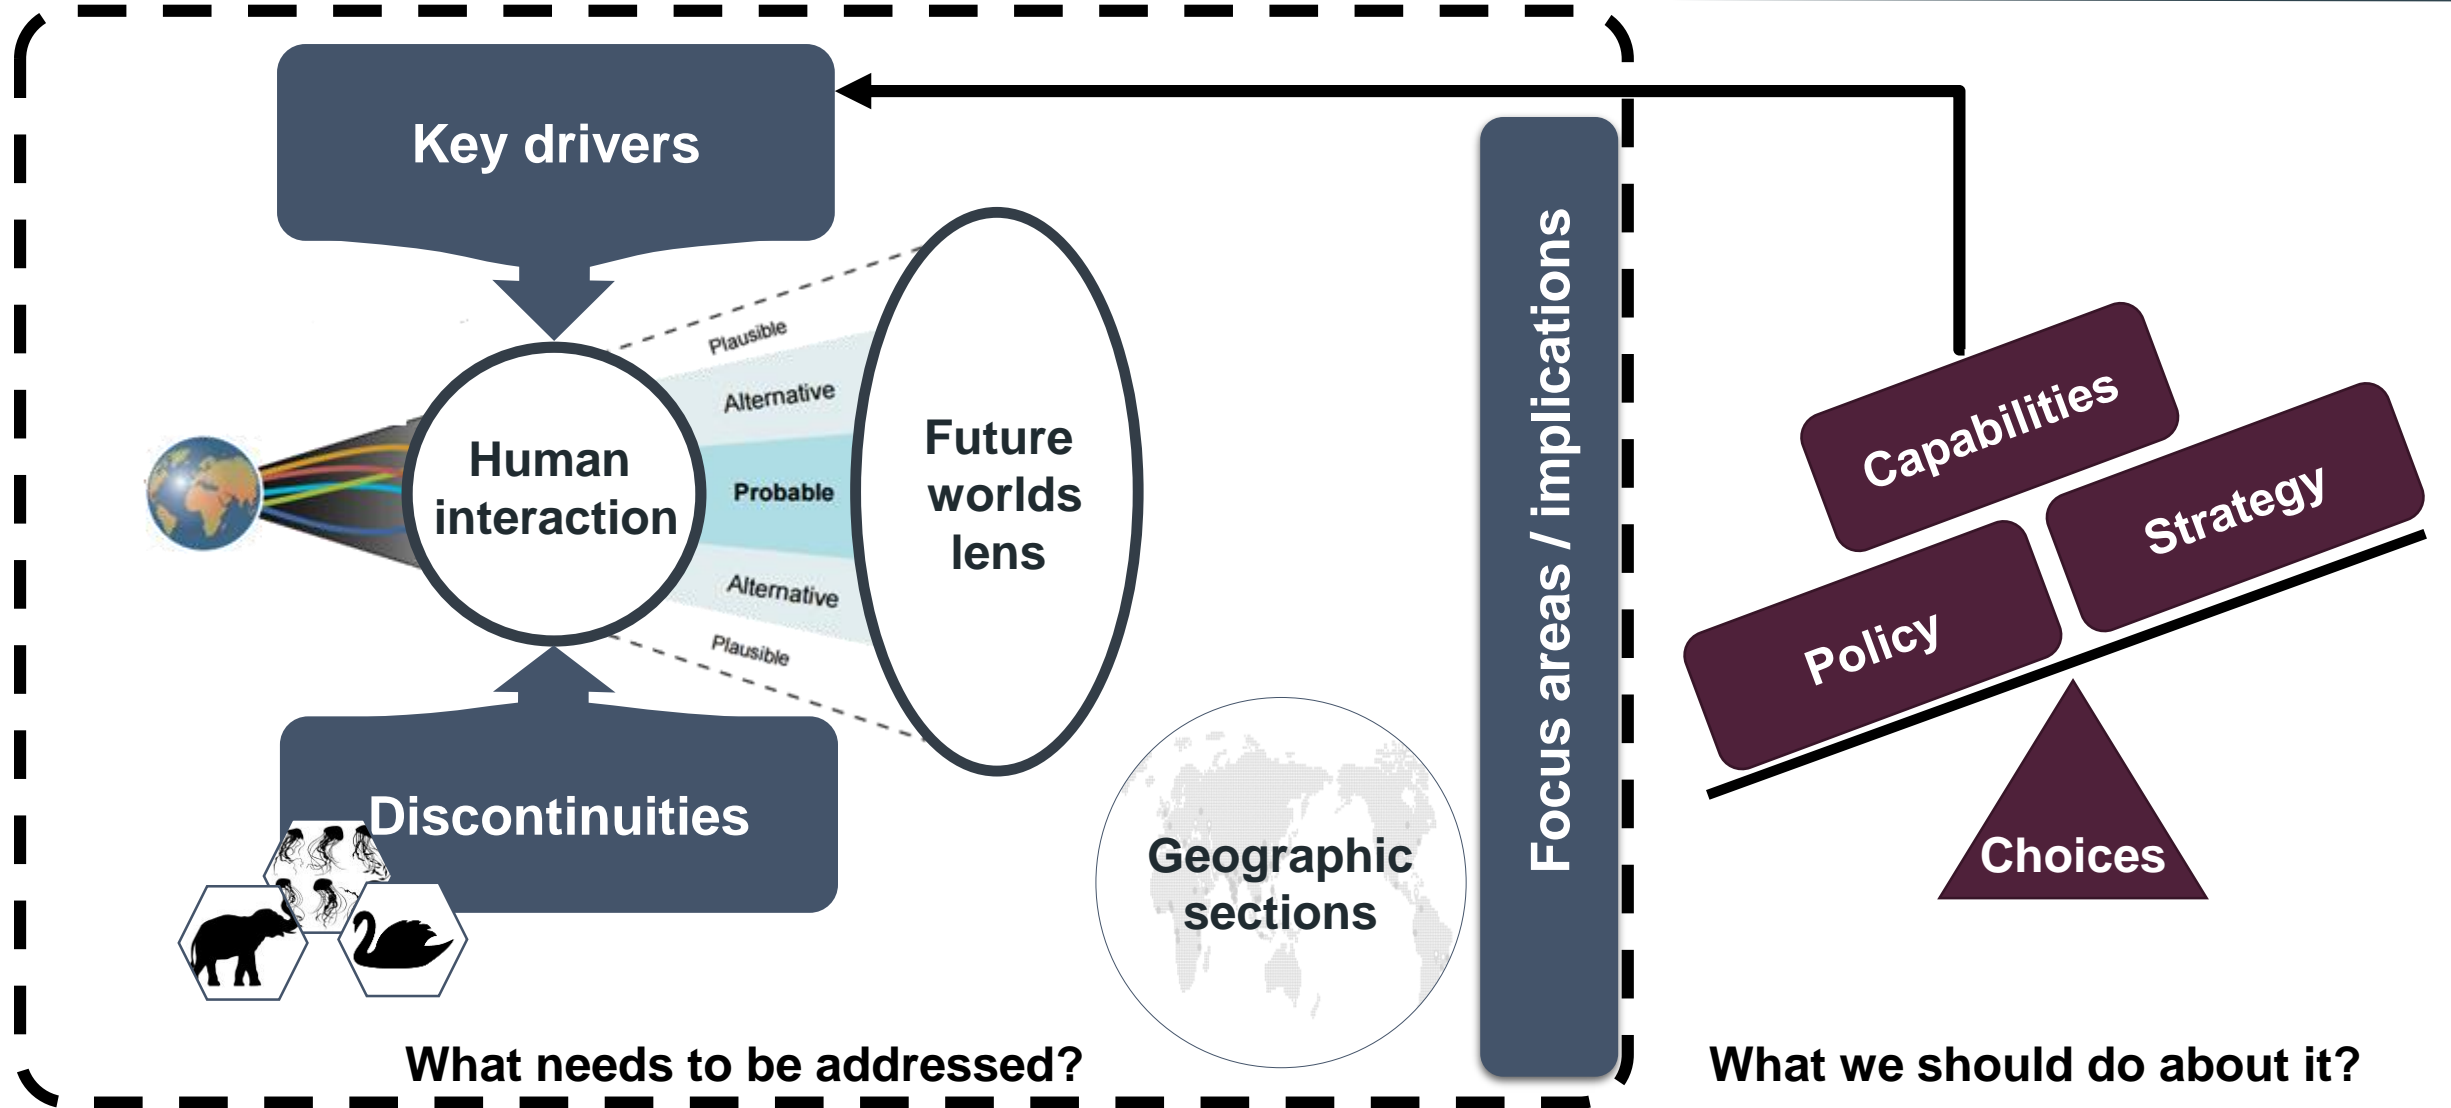 Key drivers
Plausible
Alternative
Probable
Alternative
Plausible
Human
interaction
Future
worlds
lens
Discontinuities
Geographic
sections
Focus areas / implications
What needs to be addressed?
Capabilities
Strategy
Policy
Choices
What we should do about it?